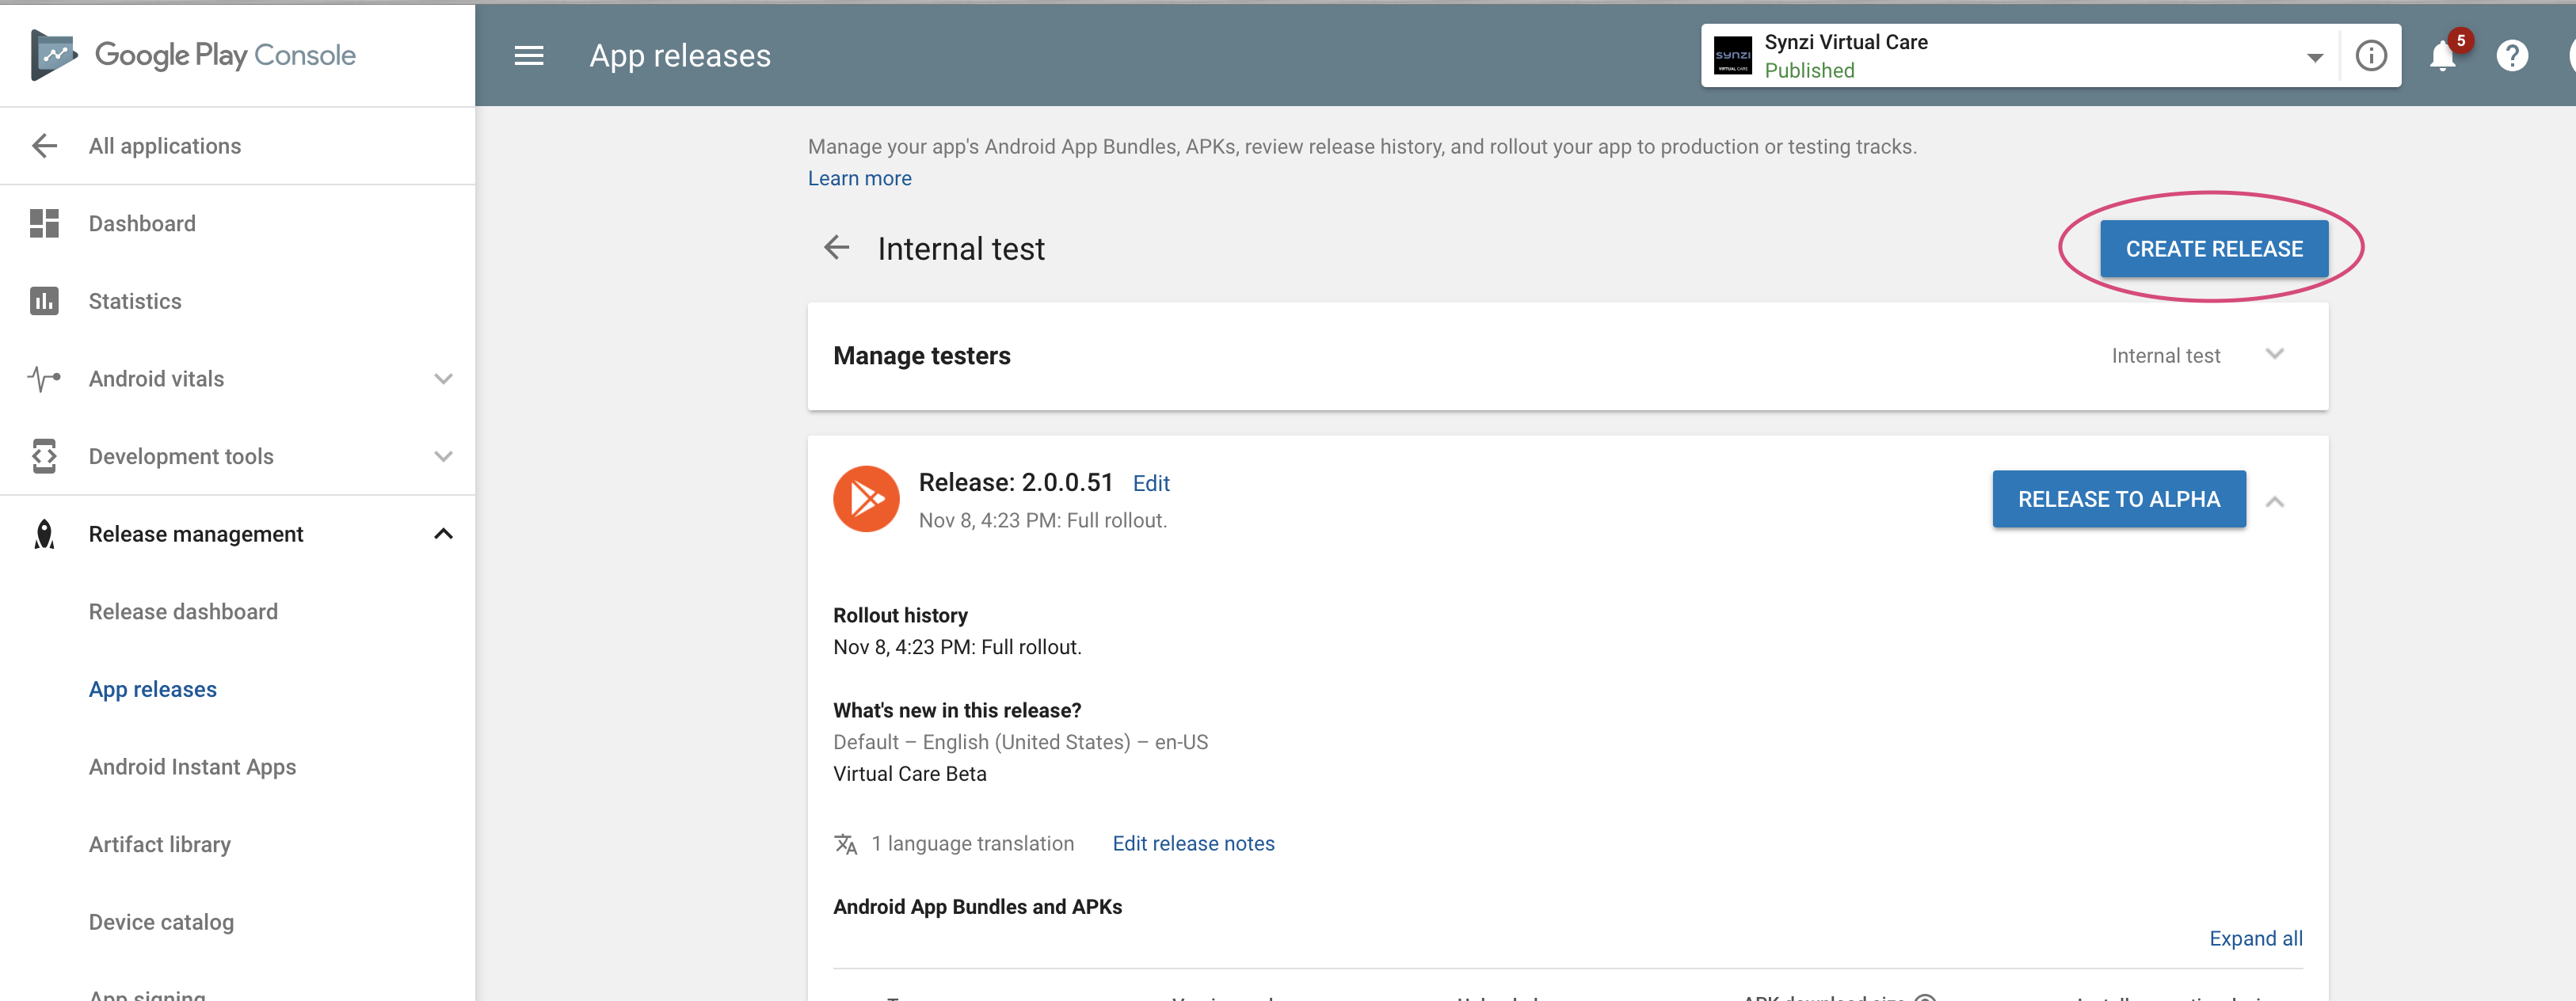 Google Play Console
App releases
SYNZI
VIRTUAL CARE
Synzi Virtual Care
Published
5
All applications
Dashboard
Statistics
Android vitals
Development tools
Release management
Release dashboard
App releases
Android Instant Apps
Artifact library
Device catalog
App signing
Manage your app's Android App Bundles, APKs, review release history, and rollout your app to production or testing tracks.
Learn more
Internal test
CREATE RELEASE
Manage testers
Internal test
Release: 2.0.0.51 Edit
Nov 8, 4:23 PM: Full rollout.
RELEASE TO ALPHA
Rollout history
Nov 8, 4:23 PM: Full rollout.
What's new in this release?
Default – English (United States) – en-US
Virtual Care Beta
1 language translation Edit release notes
Android App Bundles and APKs
Expand all
APK download size